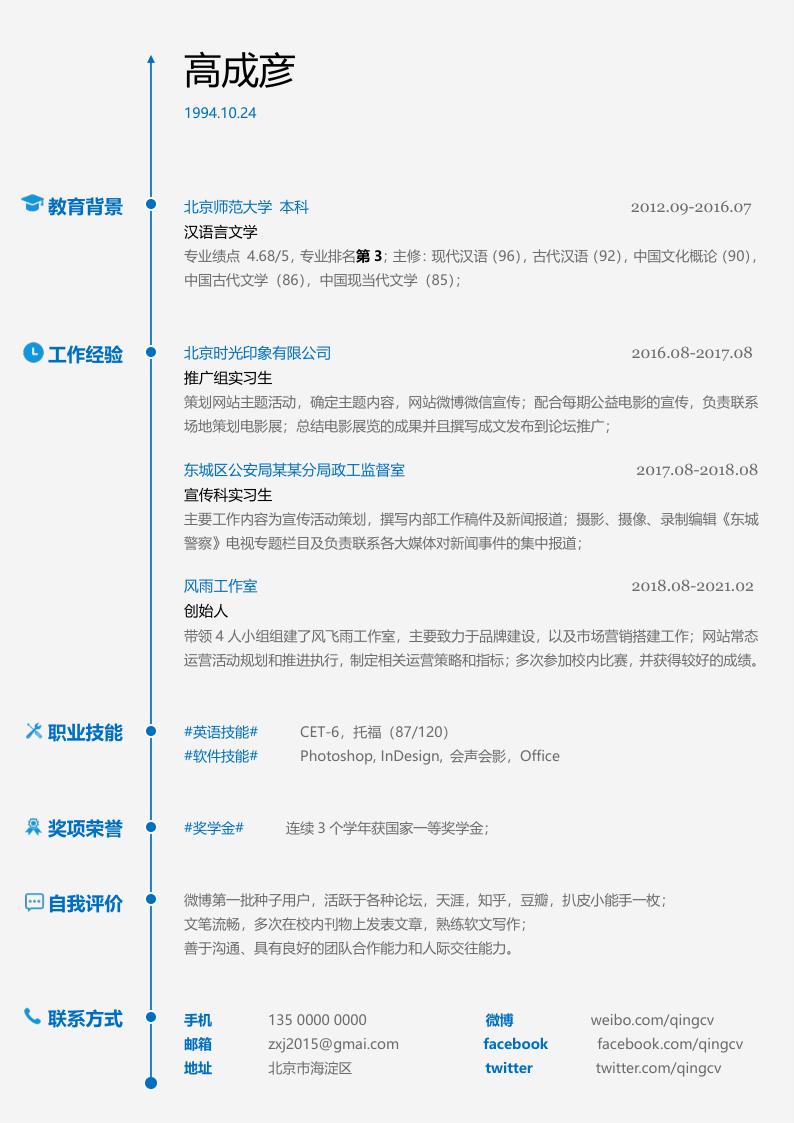 高成彦
1994.10.24
教育背景
北京师范大学 本科 2012.09-2016.07
汉语言文学
专业绩点 4.68/5，专业排名第 3；主修：现代汉语（96），古代汉语（92），中国文化概论（90），
中国古代文学（86），中国现当代文学（85）；
工作经验
北京时光印象有限公司 2016.08-2017.08
推广组实习生
策划网站主题活动，确定主题内容，网站微博微信宣传；配合每期公益电影的宣传，负责联系
场地策划电影展；总结电影展览的成果并且撰写成文发布到论坛推广；
东城区公安局某某分局政工监督室 2017.08-2018.08
宣传科实习生
主要工作内容为宣传活动策划，撰写内部工作稿件及新闻报道；摄影、摄像、录制编辑《东城
警察》电视专题栏目及负责联系各大媒体对新闻事件的集中报道；
风雨工作室 2018.08-2021.02
创始人
带领 4 人小组组建了风飞雨工作室，主要致力于品牌建设，以及市场营销搭建工作；网站常态
运营活动规划和推进执行，制定相关运营策略和指标；多次参加校内比赛，并获得较好的成绩。
职业技能
#英语技能# CET-6，托福（87/120）
#软件技能# Photoshop, InDesign, 会声会影，Office
奖项荣誉
#奖学金# 连续 3 个学年获国家一等奖学金；
自我评价
微博第一批种子用户，活跃于各种论坛，天涯，知乎，豆瓣，扒皮小能手一枚；
文笔流畅，多次在校内刊物上发表文章，熟练软文写作；
善于沟通、具有良好的团队合作能力和人际交往能力。
联系方式
手机 135 0000 0000 微博 weibo.com/qingcv
邮箱 zxj2015@gmai.com facebook facebook.com/qingcv
地址 北京市海淀区 twitter twitter.com/qingcv